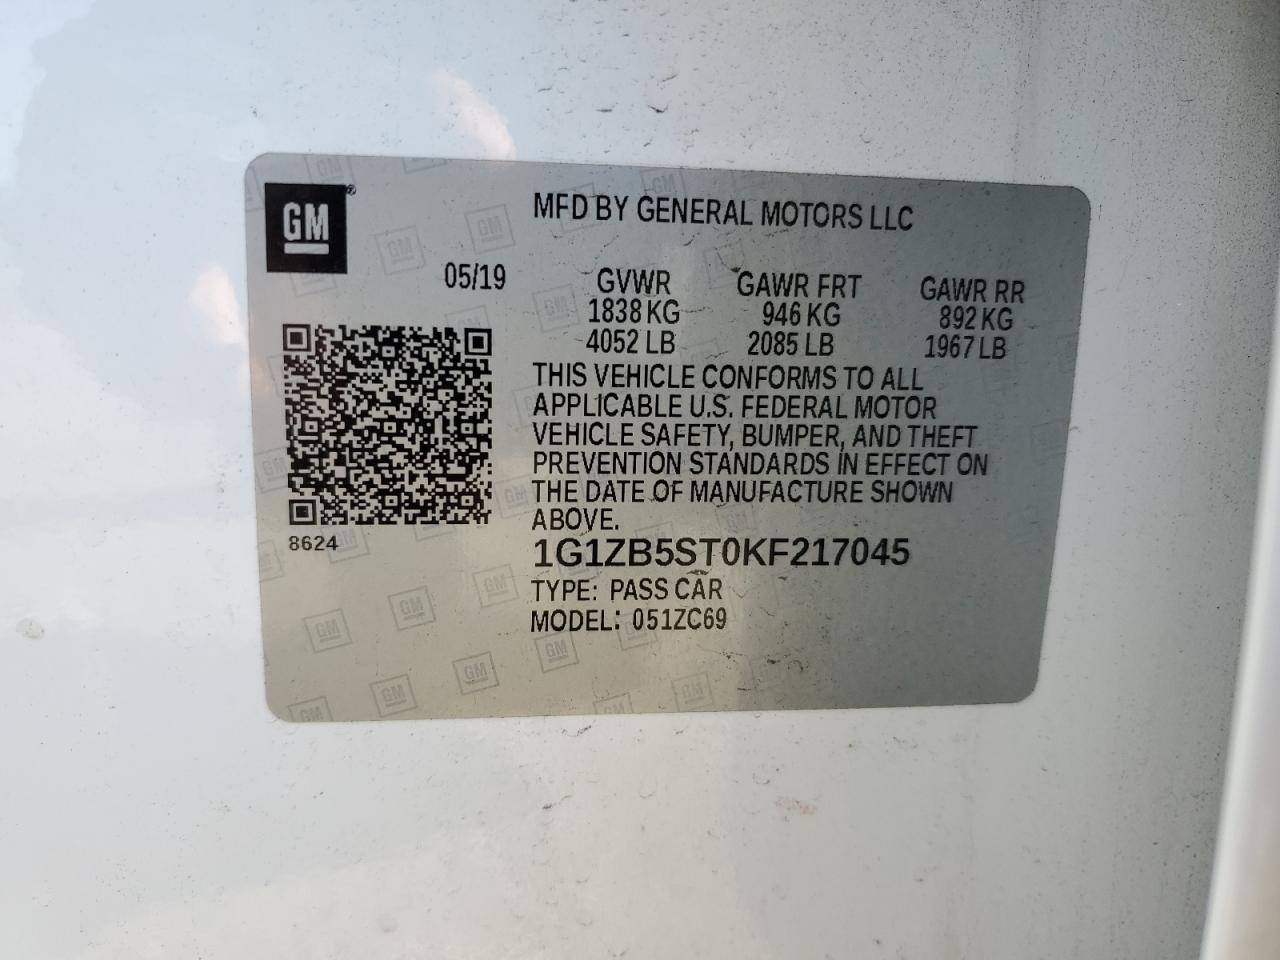 GM®
MFD BY GENERAL MOTORS LLC
05/19 GVWR GAWR FRT GAWR RR
1838 KG 946 KG 892 KG
4052 LB 2085 LB 1967 LB
THIS VEHICLE CONFORMS TO ALL
APPLICABLE U.S. FEDERAL MOTOR
VEHICLE SAFETY, BUMPER, AND THEFT
PREVENTION STANDARDS IN EFFECT ON
THE DATE OF MANUFACTURE SHOWN
ABOVE.
8624
1G1ZB5ST0KF217045
TYPE: PASS CAR
MODEL: 051ZC69